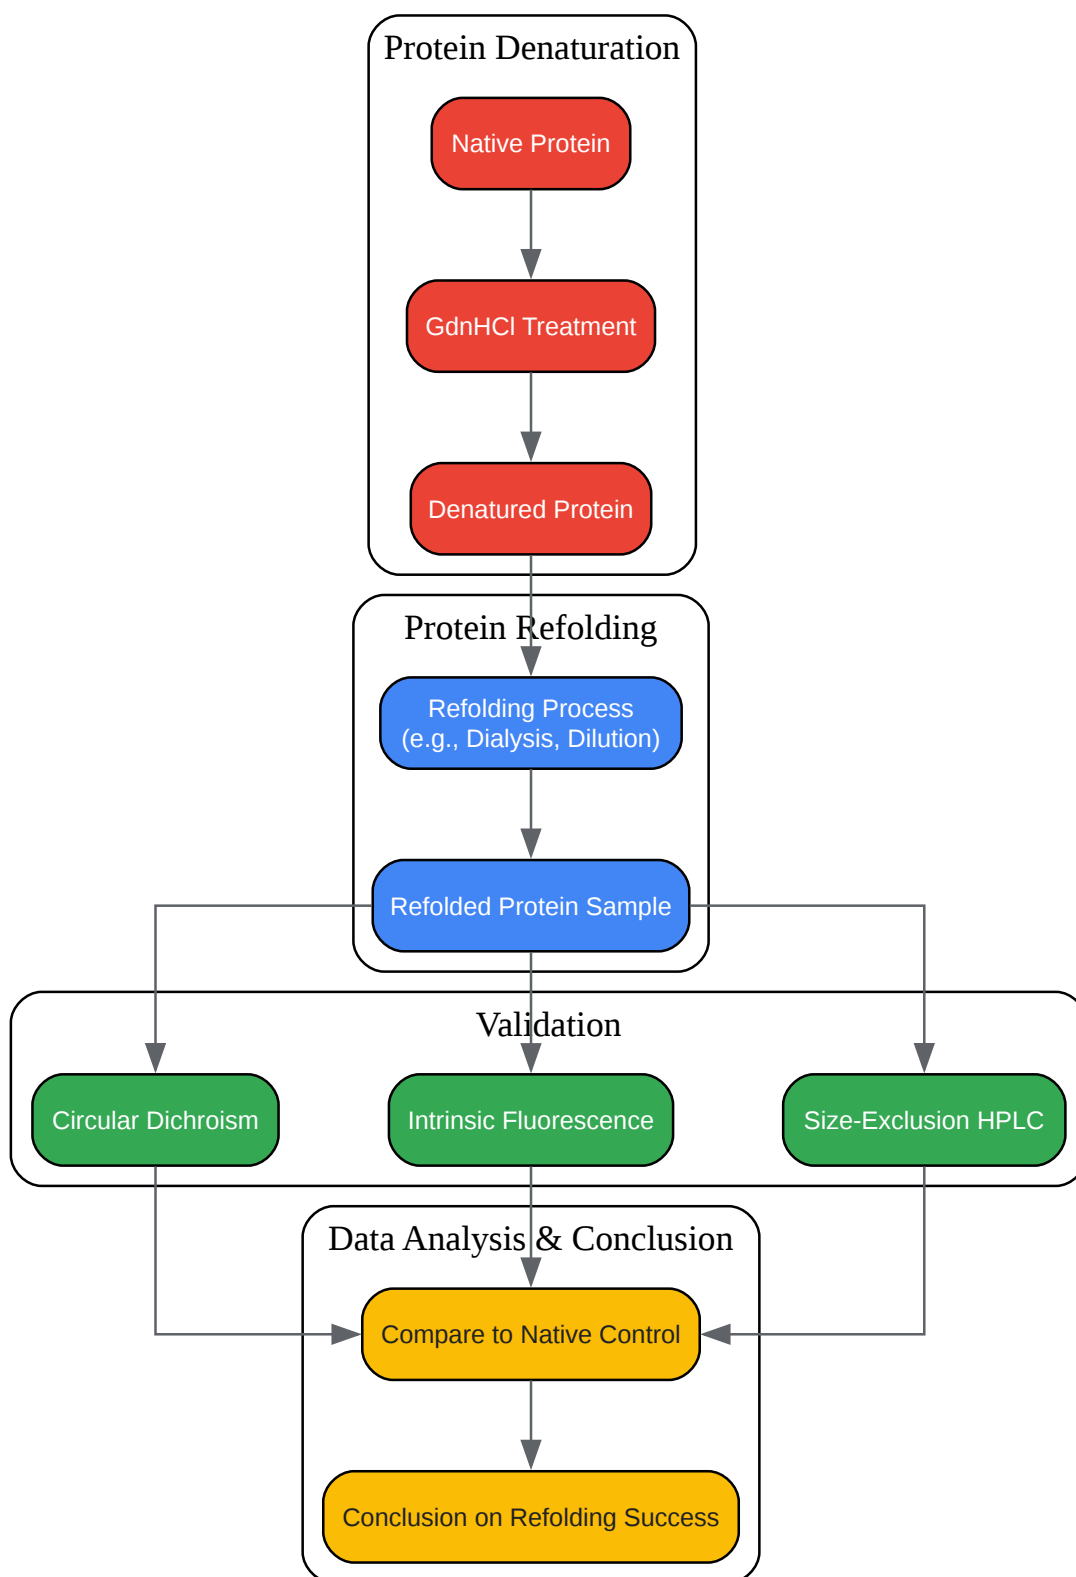 Protein Denaturation
Native Protein
GdnHCl Treatment
Denatured Protein
Protein Refolding
Refolding Process
(e.g., Dialysis, Dilution)
Refolded Protein Sample
Validation
Circular Dichroism
Intrinsic Fluorescence
Size-Exclusion HPLC
Data Analysis & Conclusion
Compare to Native Control
Conclusion on Refolding Success